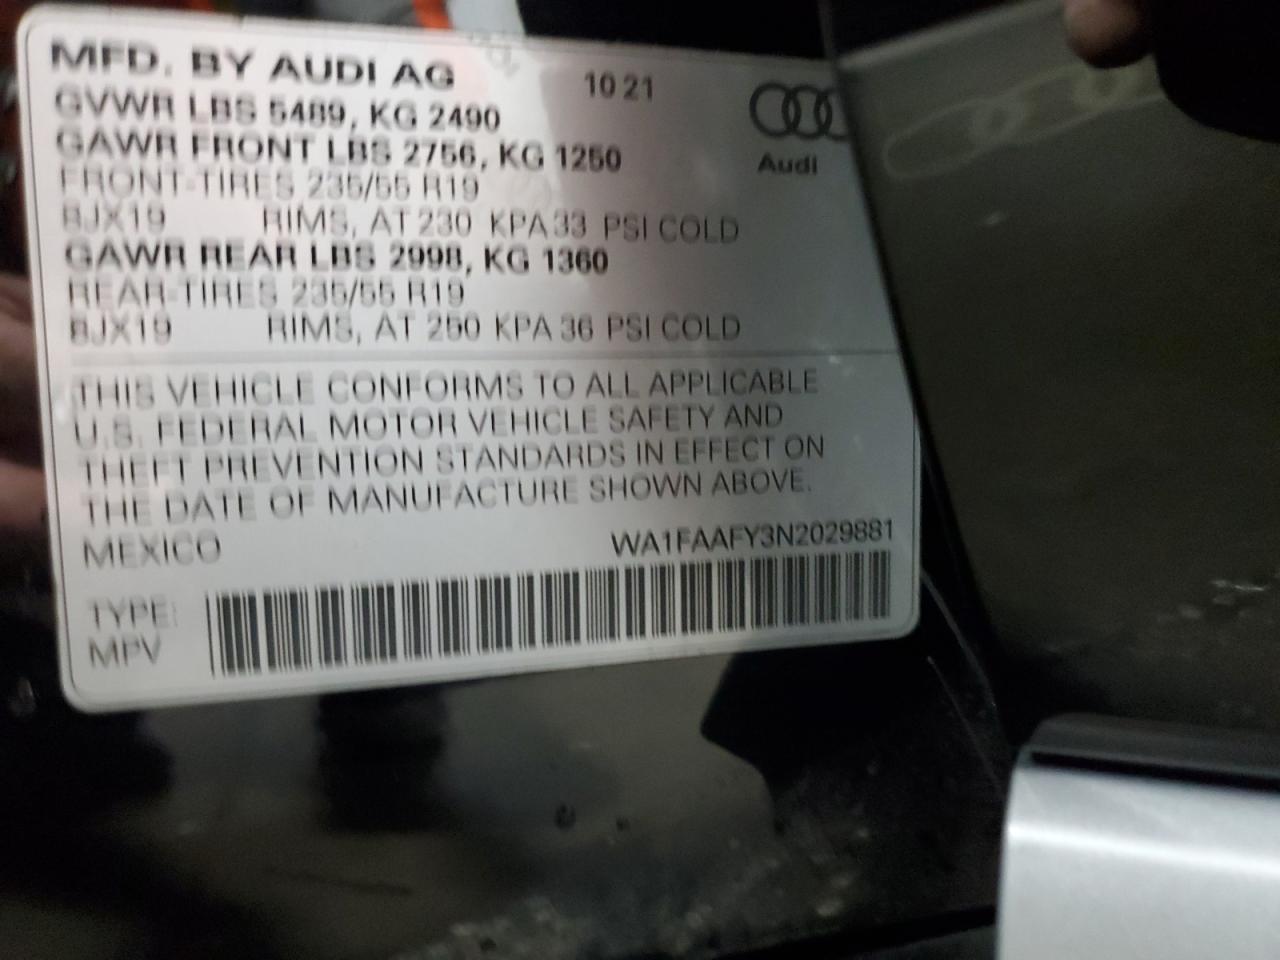 MFD. BY AUDI AG 10 21
GVWR LBS 5489, KG 2490
GAWR FRONT LBS 2756, KG 1250
Audi
FRONT-TIRES 235/55 R19
8JX19 RIMS, AT 230 KPA 33 PSI COLD
GAWR REAR LBS 2998, KG 1360
REAR-TIRES 235/55 R19
8JX19 RIMS, AT 250 KPA 36 PSI COLD
THIS VEHICLE CONFORMS TO ALL APPLICABLE
U.S. FEDERAL MOTOR VEHICLE SAFETY AND
THEFT PREVENTION STANDARDS IN EFFECT ON
THE DATE OF MANUFACTURE SHOWN ABOVE.
MEXICO WA1FAAFY3N2029881
TYPE:
MPV